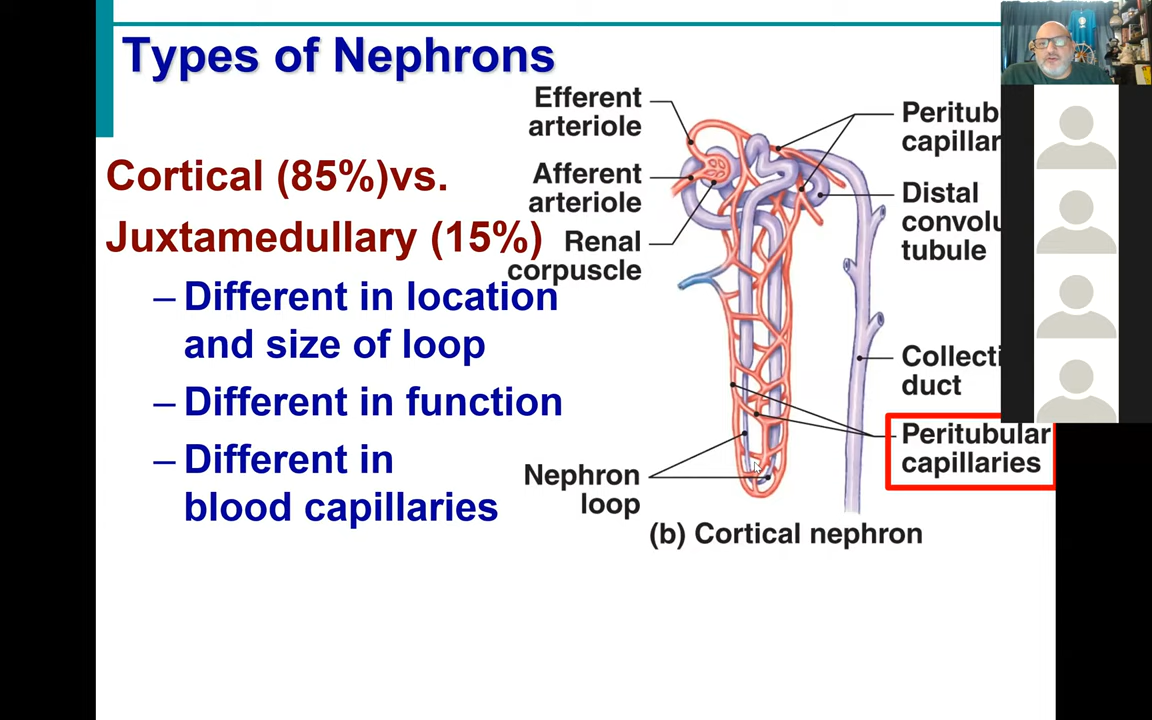 Types of Nephrons
Cortical (85%)vs.
Juxtamedullary (15%)
– Different in location
and size of loop
– Different in function
– Different in
blood capillaries
Efferent
arteriole
Afferent
arteriole
Renal
corpuscle
Nephron
loop
Peritub
capillar
Distal
convolu
tubule
Collecti
duct
Peritubular
capillaries
(b) Cortical nephron